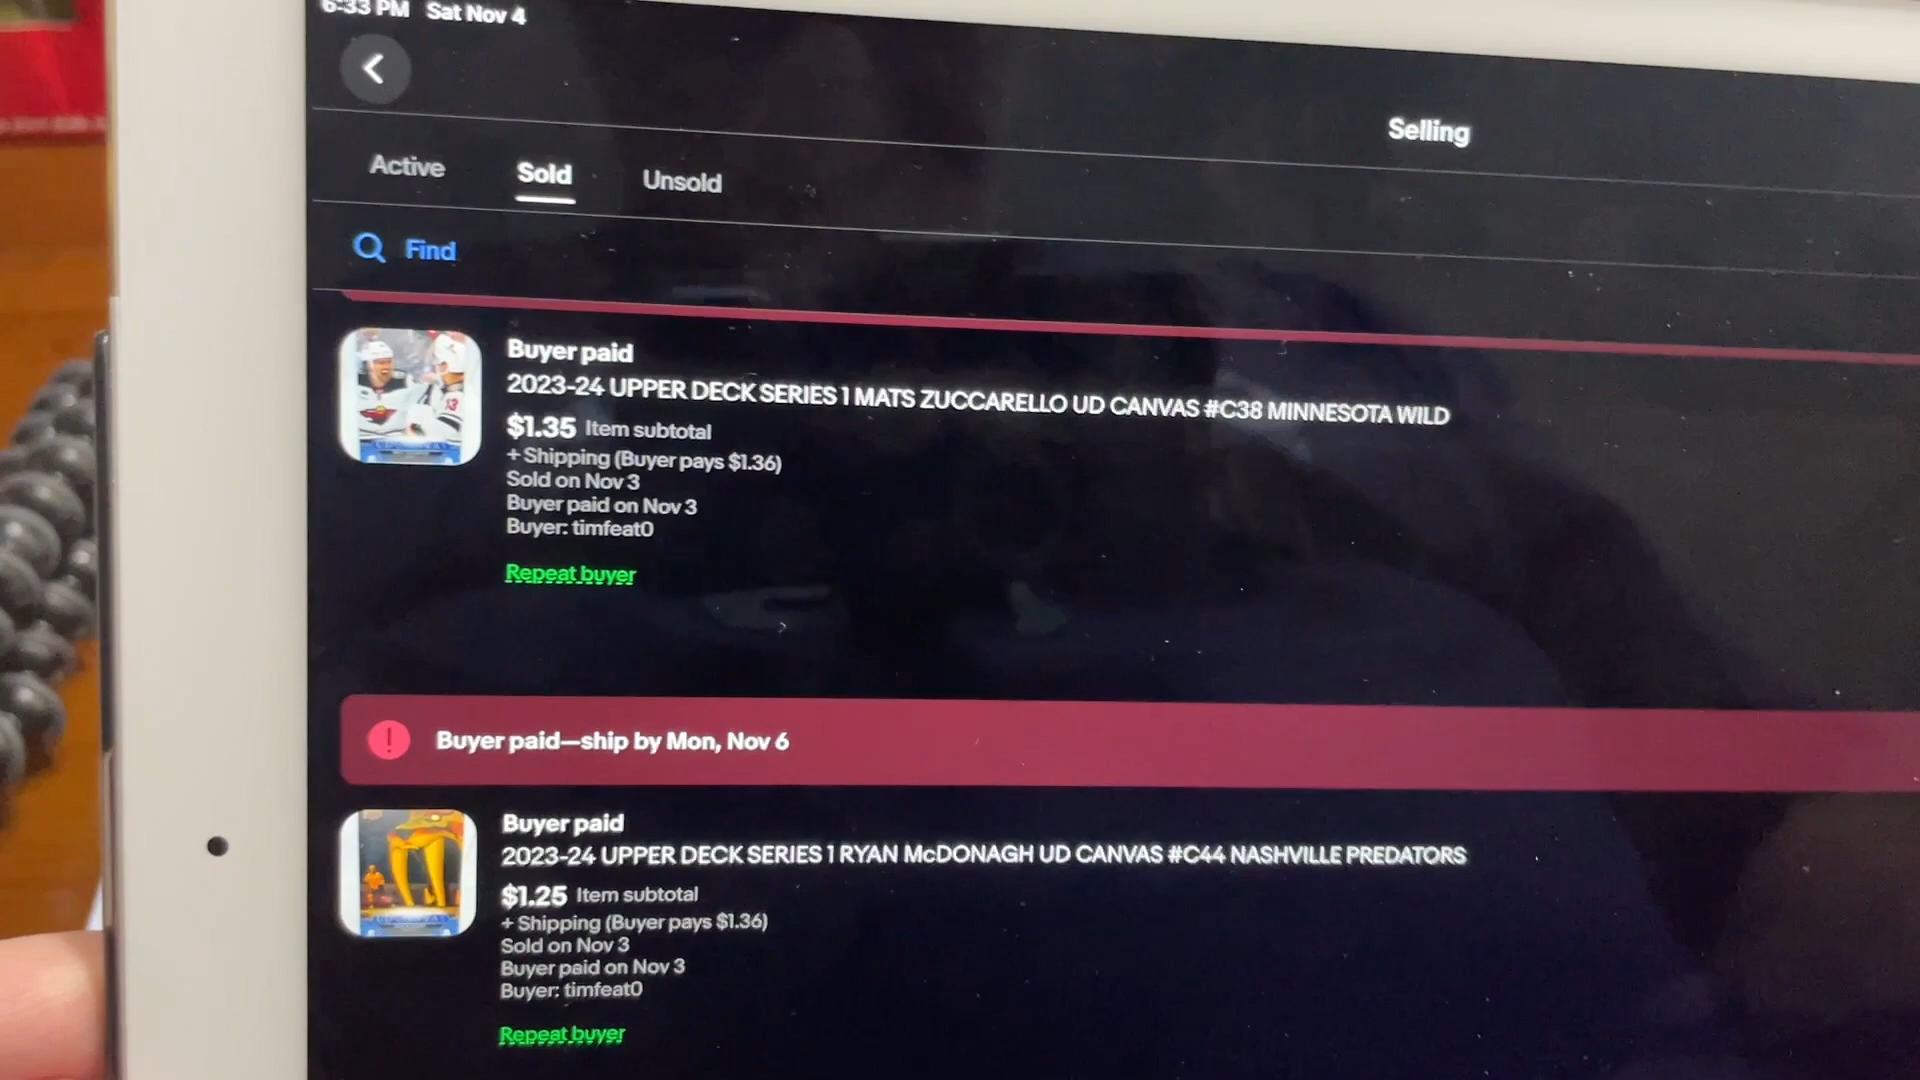 6:33 PM Sat Nov 4
Selling
Active Sold Unsold
Find
Buyer paid
2023-24 UPPER DECK SERIES 1 MATS ZUCCARELLO UD CANVAS #C38 MINNESOTA WILD
$1.35 Item subtotal
+ Shipping (Buyer pays $1.36)
Sold on Nov 3
Buyer paid on Nov 3
Buyer: timfeat0
Repeat buyer
Buyer paid—ship by Mon, Nov 6
Buyer paid
2023-24 UPPER DECK SERIES 1 RYAN McDONAGH UD CANVAS #C44 NASHVILLE PREDATORS
$1.25 Item subtotal
+ Shipping (Buyer pays $1.36)
Sold on Nov 3
Buyer paid on Nov 3
Buyer: timfeat0
Repeat buyer